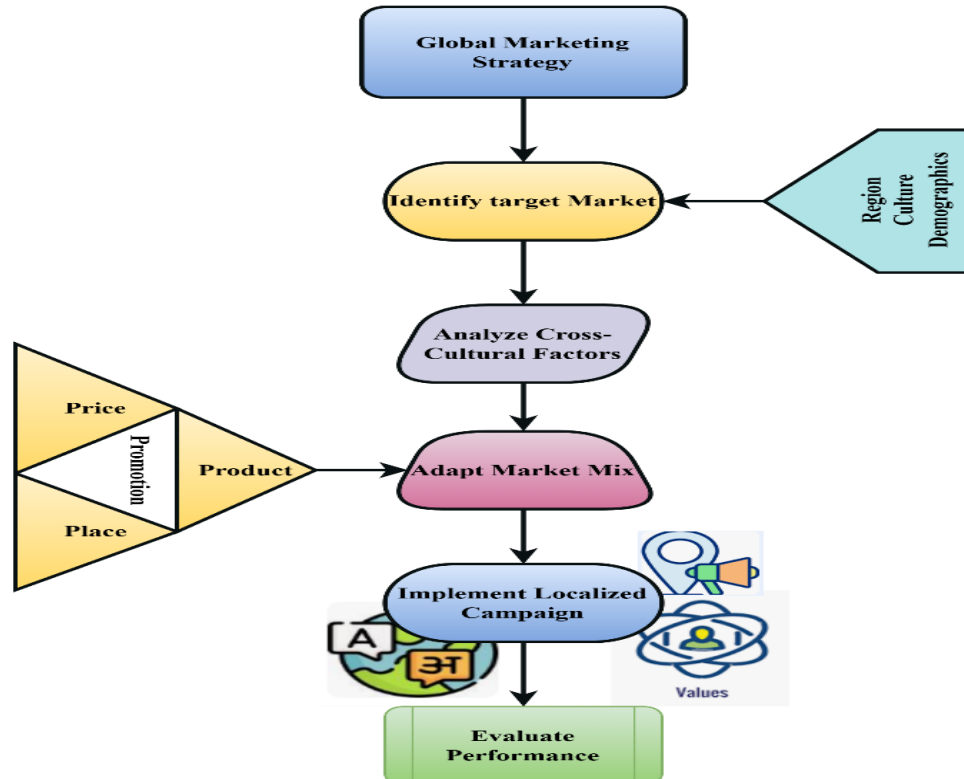 Global Marketing
Strategy
Identify target Market
Region
Culture
Demographics
Analyze Cross-
Cultural Factors
Price
Promotion
Product
Place
Adapt Market Mix
Implement Localized
Campaign
A
अ
Values
Evaluate
Performance